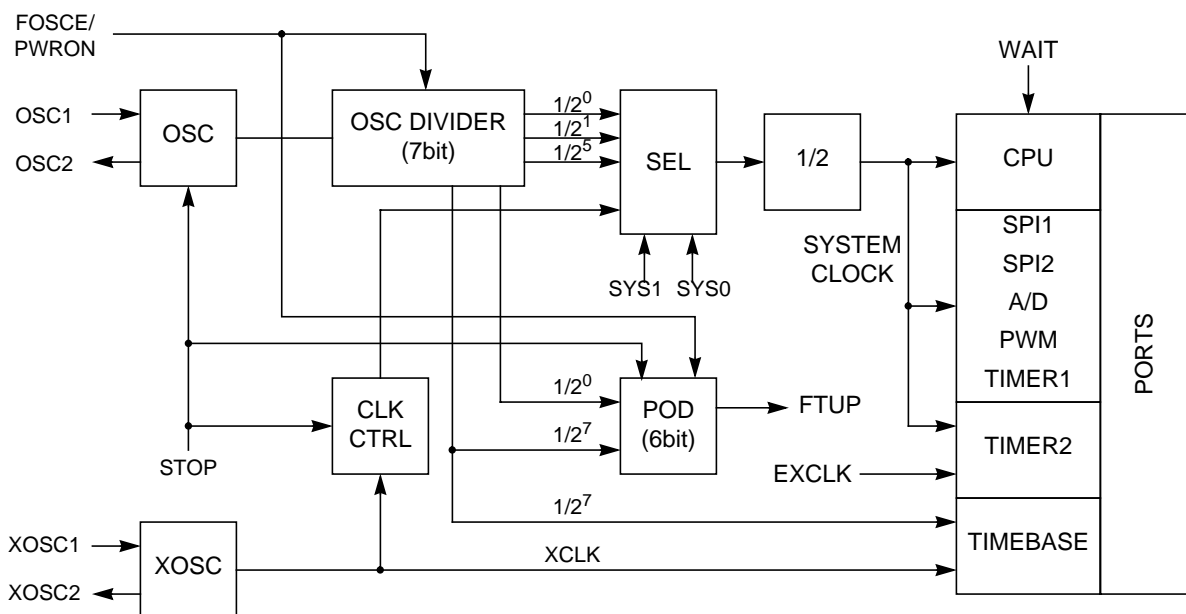 FOSCE/
PWRON
WAIT
OSC1
OSC2
OSC
OSC DIVIDER
(7bit)
1/2⁰
1/2¹
1/2⁵
SEL
1/2
CPU
SYS1
SYS0
SYSTEM
CLOCK
SPI1
SPI2
A/D
PWM
TIMER1
PORTS
STOP
CLK
CTRL
1/2⁰
1/2⁷
POD
(6bit)
FTUP
TIMER2
EXCLK
1/2⁷
TIMEBASE
XOSC1
XOSC2
XOSC
XCLK